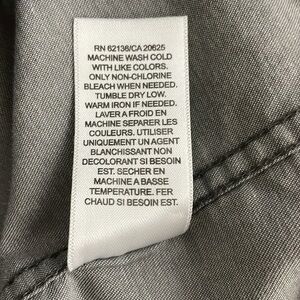 RN 62136/CA 20625
MACHINE WASH COLD
WITH LIKE COLORS.
ONLY NON-CHLORINE
BLEACH WHEN NEEDED.
TUMBLE DRY LOW.
WARM IRON IF NEEDED.
LAVER A FROID EN
MACHINE SEPARER LES
COULEURS. UTILISER
UNIQUEMENT UN AGENT
BLANCHISSANT NON
DECOLORANT SI BESOIN
EST. SECHER EN
MACHINE A BASSE
TEMPERATURE. FER
CHAUD SI BESOIN EST.